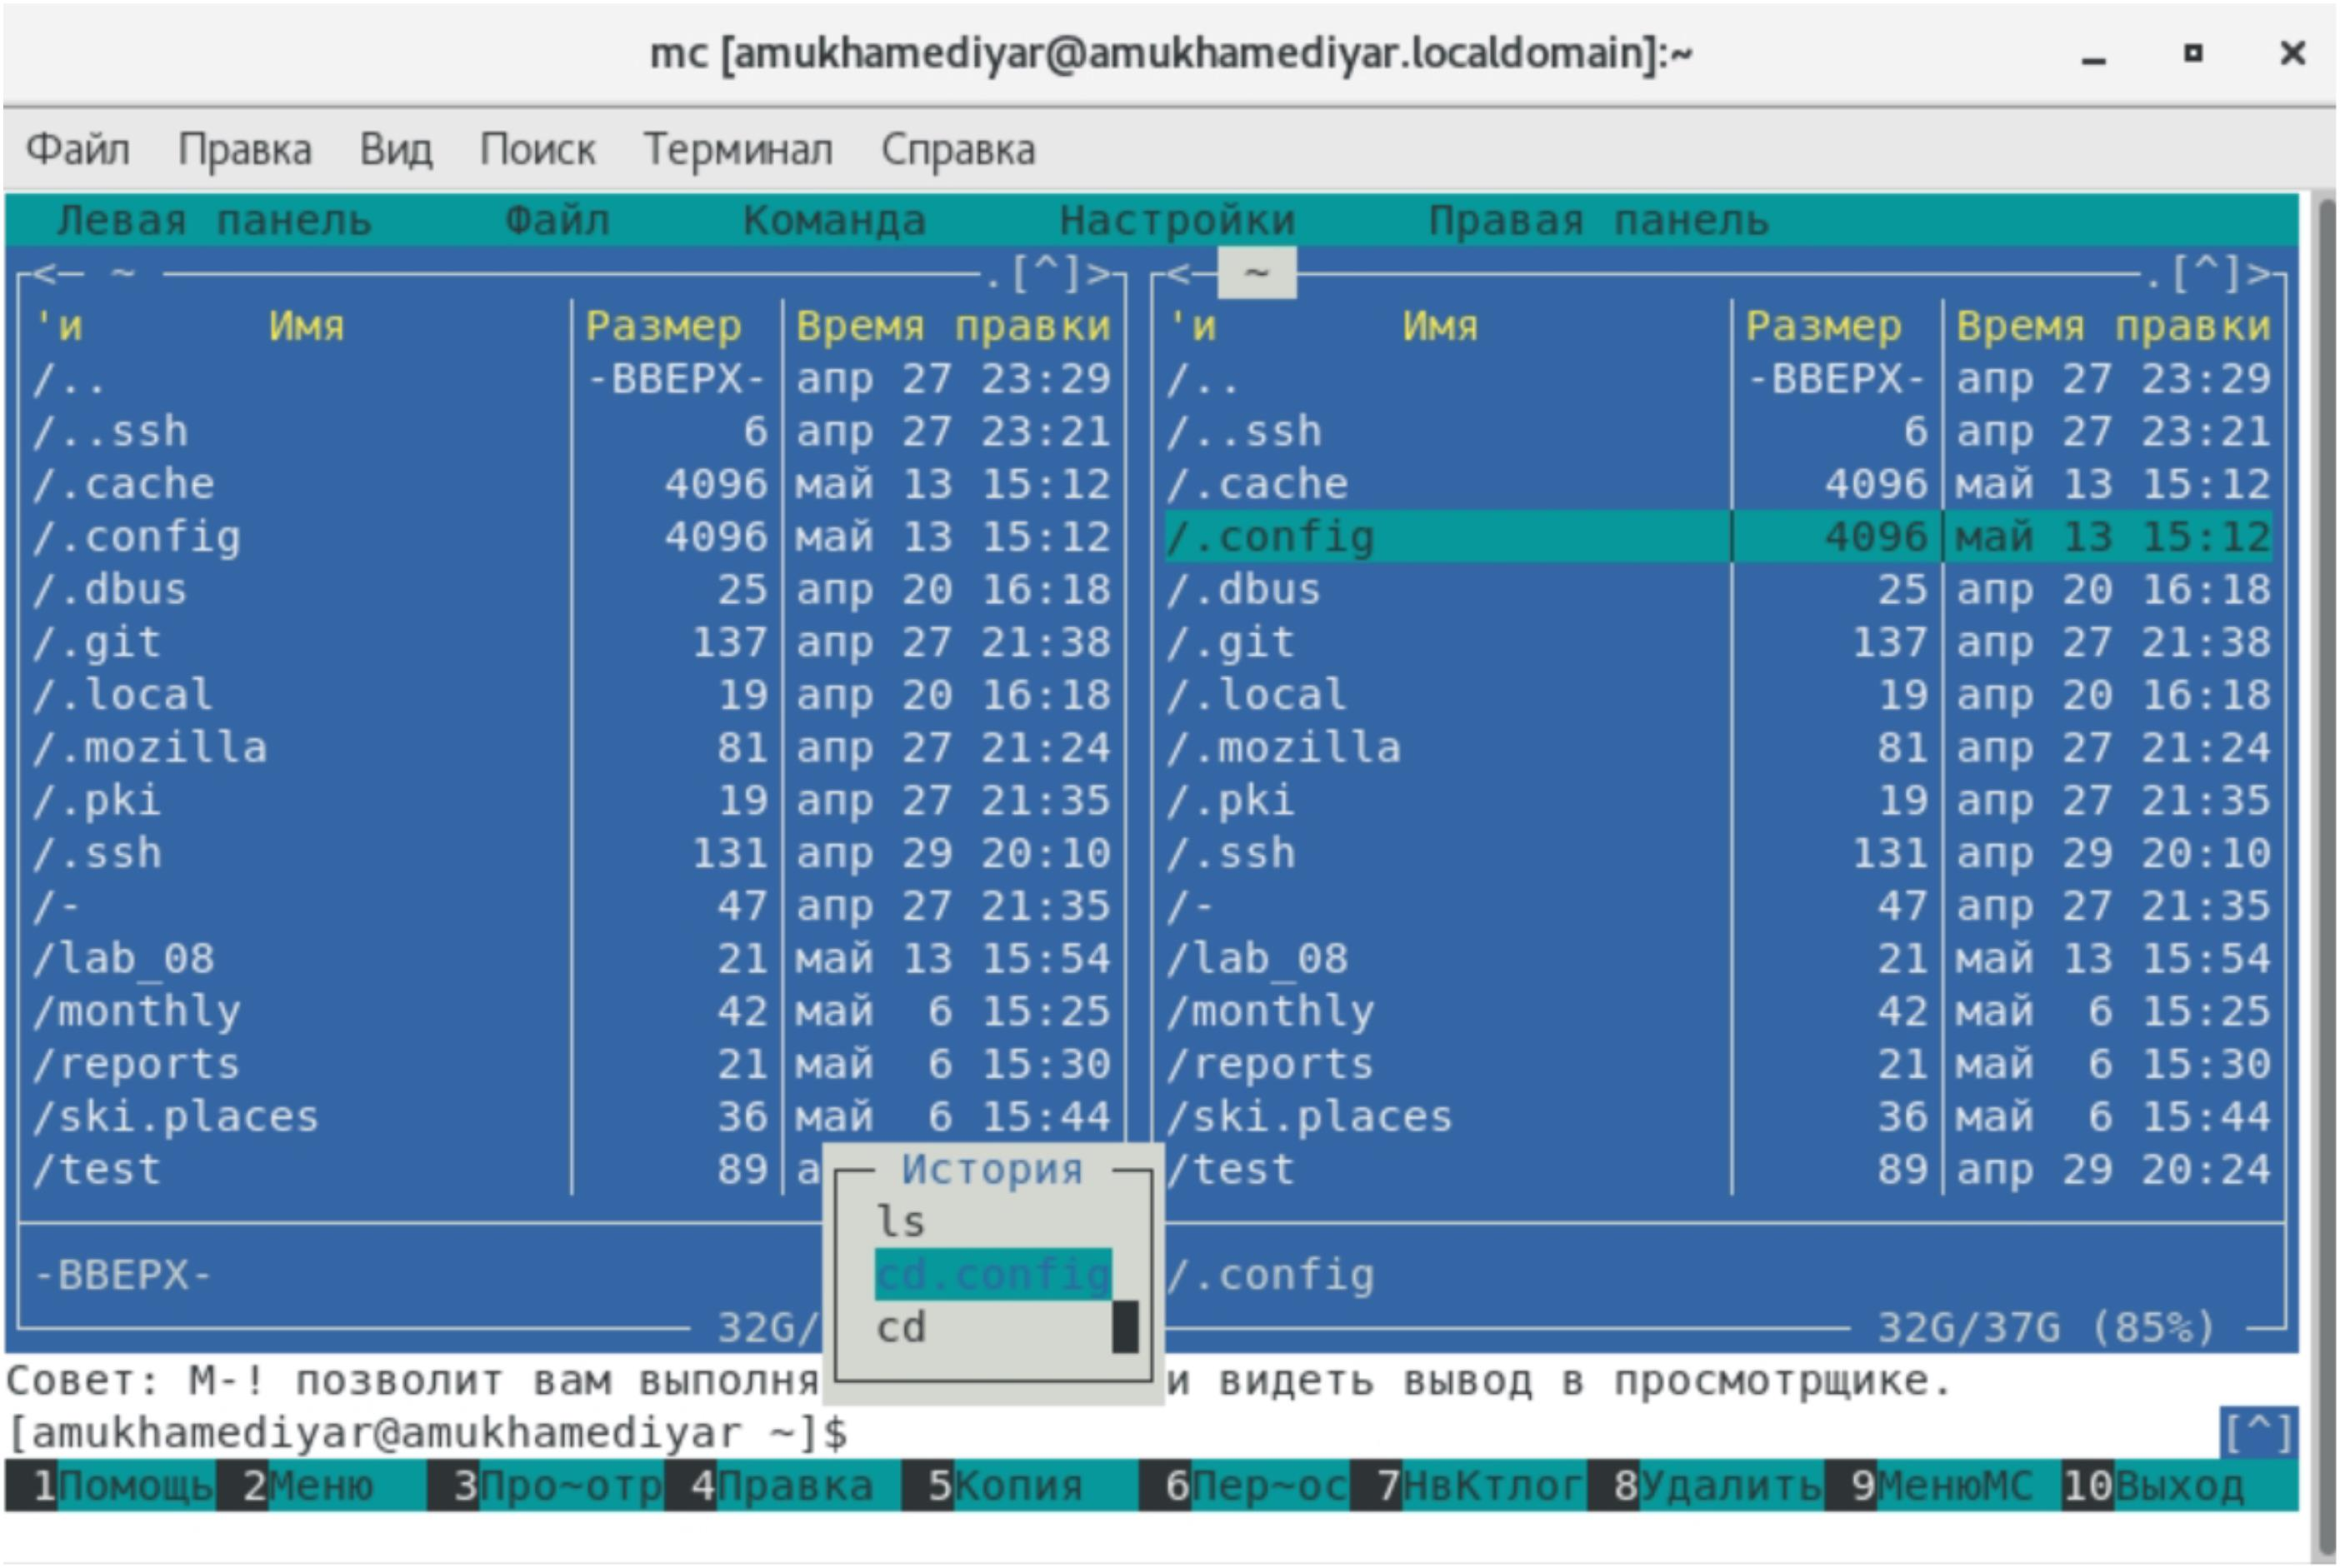 mc [amukhamediyar@amukhamediyar.localdomain]:~
Файл Правка Вид Поиск Терминал Справка
Левая панель Файл Команда Настройки Правая панель
<— ~ .[^]> <— ~ .[^]>
'и Имя Размер Время правки 'и Имя Размер Время правки
/.. -ВВЕРХ- апр 27 23:29 /.. -ВВЕРХ- апр 27 23:29
/..ssh 6 апр 27 23:21 /..ssh 6 апр 27 23:21
/.cache 4096 май 13 15:12 /.cache 4096 май 13 15:12
/.config 4096 май 13 15:12 /.config 4096 май 13 15:12
/.dbus 25 апр 20 16:18 /.dbus 25 апр 20 16:18
/.git 137 апр 27 21:38 /.git 137 апр 27 21:38
/.local 19 апр 20 16:18 /.local 19 апр 20 16:18
/.mozilla 81 апр 27 21:24 /.mozilla 81 апр 27 21:24
/.pki 19 апр 27 21:35 /.pki 19 апр 27 21:35
/.ssh 131 апр 29 20:10 /.ssh 131 апр 29 20:10
/- 47 апр 27 21:35 /- 47 апр 27 21:35
/lab_08 21 май 13 15:54 /lab_08 21 май 13 15:54
/monthly 42 май 6 15:25 /monthly 42 май 6 15:25
/reports 21 май 6 15:30 /reports 21 май 6 15:30
/ski.places 36 май 6 15:44 /ski.places 36 май 6 15:44
/test 89 а История /test 89 апр 29 20:24
ls
-ВВЕРХ- cd.config /.config
32G/ cd 32G/37G (85%)
Совет: M-! позволит вам выполня и видеть вывод в просмотрщике.
[amukhamediyar@amukhamediyar ~]$ [^]
1Помощь 2Меню 3Про~отр 4Правка 5Копия 6Пер~ос 7НвКтлог 8Удалить 9МенюMC 10Выход